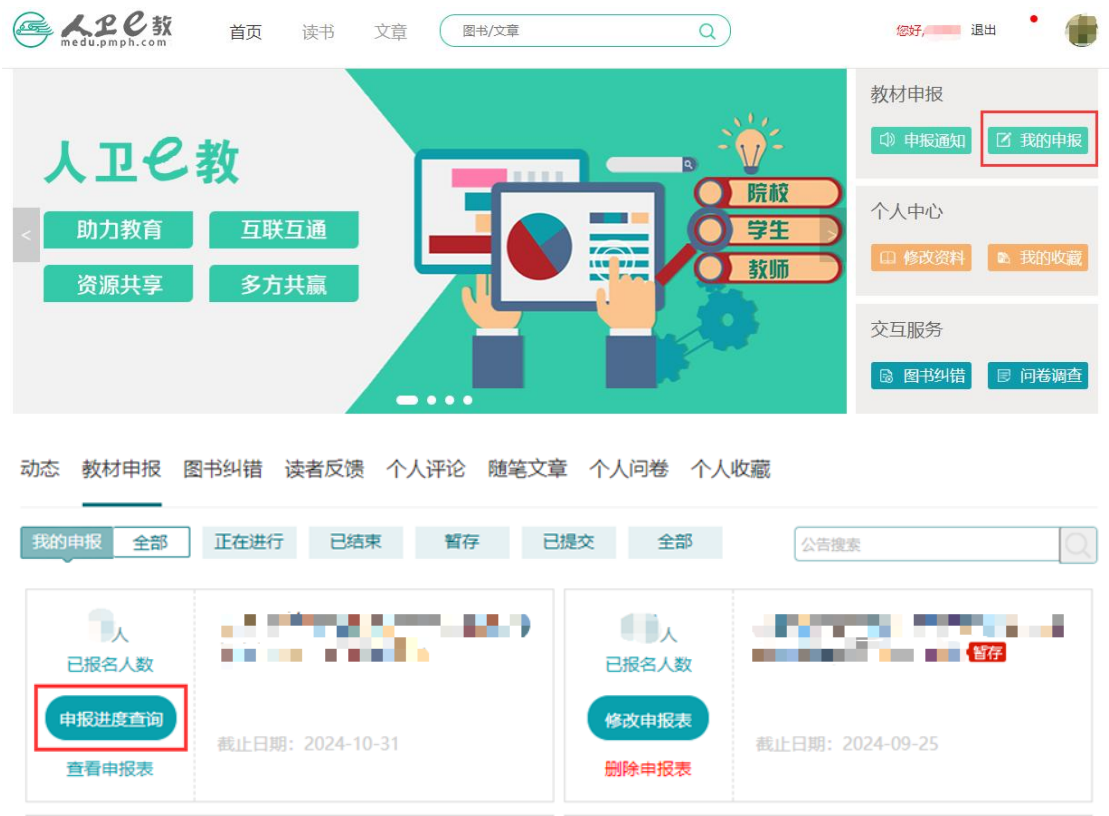 人卫e教
medu.pmph.com
首页 读书 文章 图书/文章
您好, 退出
人卫e教
助力教育 互联互通
资源共享 多方共赢
院校
学生
教师
教材申报
申报通知 我的申报
个人中心
修改资料 我的收藏
交互服务
图书纠错 问卷调查
动态 教材申报 图书纠错 读者反馈 个人评论 随笔文章 个人问卷 个人收藏
我的申报 全部 正在进行 已结束 暂存 已提交 全部 公告搜索
人
已报名人数
申报进度查询
截止日期：2024-10-31
查看申报表
人
已报名人数
暂存
修改申报表
截止日期：2024-09-25
删除申报表